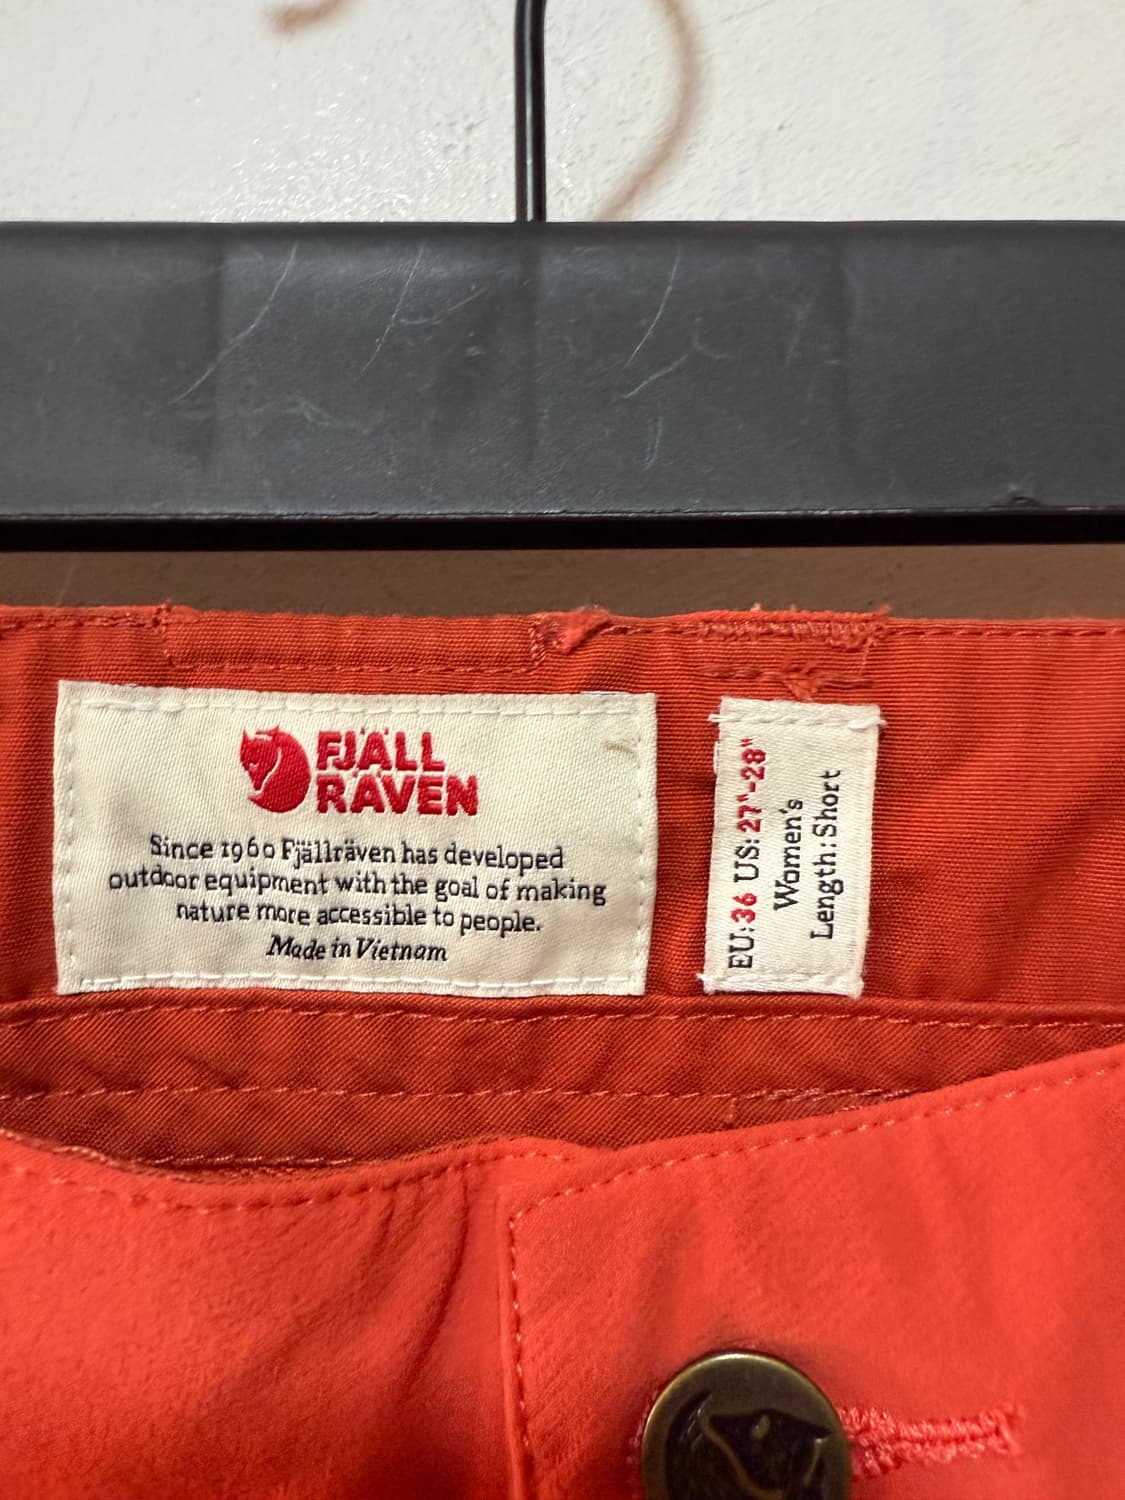 FJÄLL
RÄVEN
Since 1960 Fjällräven has developed
outdoor equipment with the goal of making
nature more accessible to people.
Made in Vietnam
EU: 36 US: 27"-28"
Women's
Length: Short